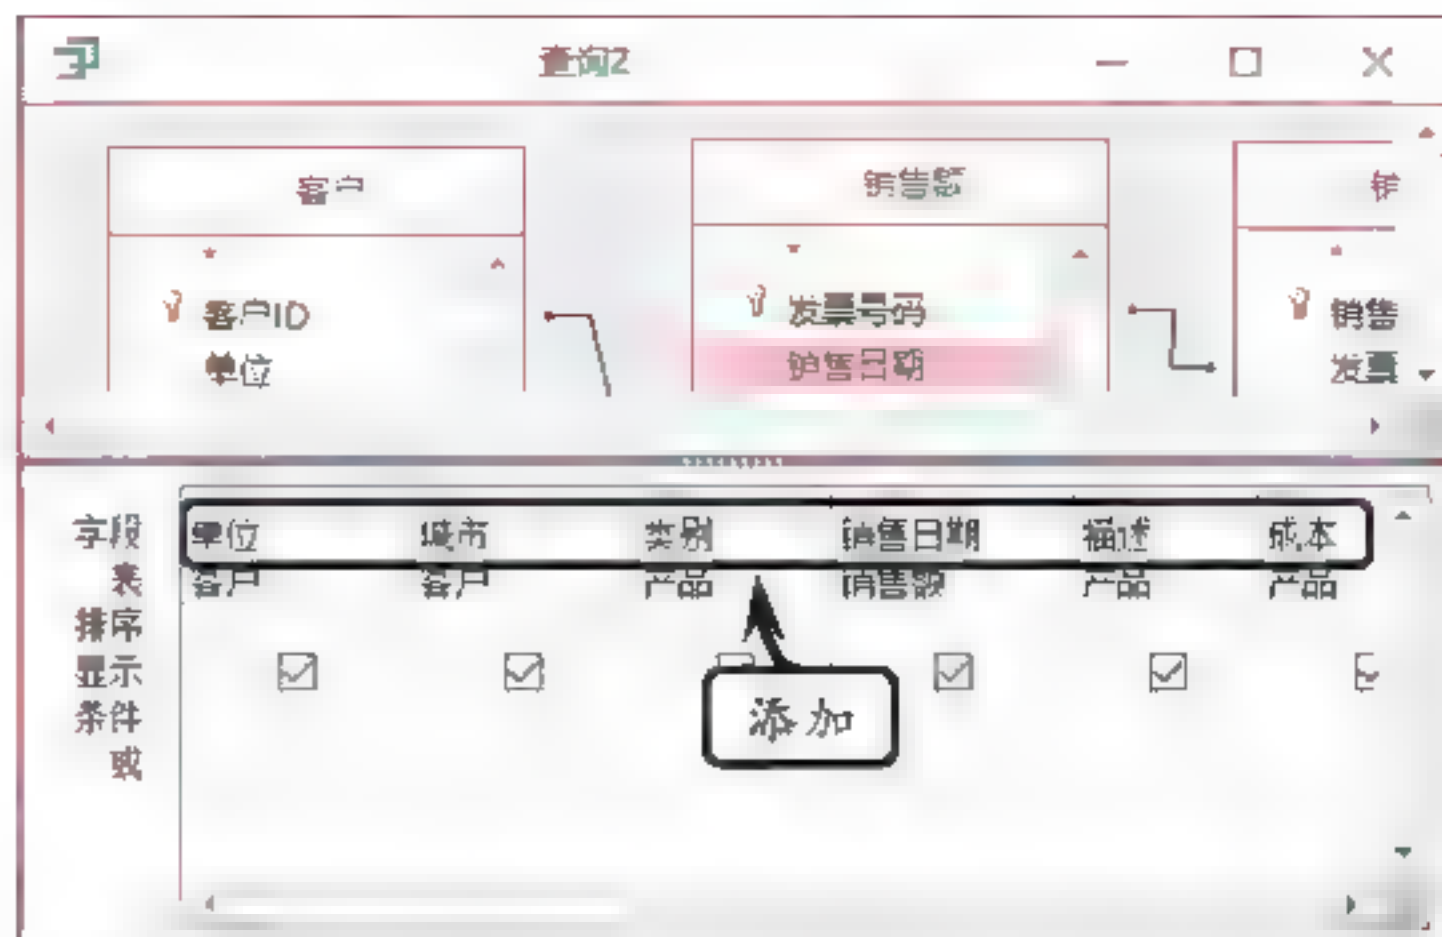 查询2
客户 销售额 销
* * *
客户ID 发票号码 销售
单位 销售日期 发票
字段 单位 城市 类别 销售日期 描述 成本
表 客户 客户 产品 销售额 产品 产品
排序
显示
条件 添加
或